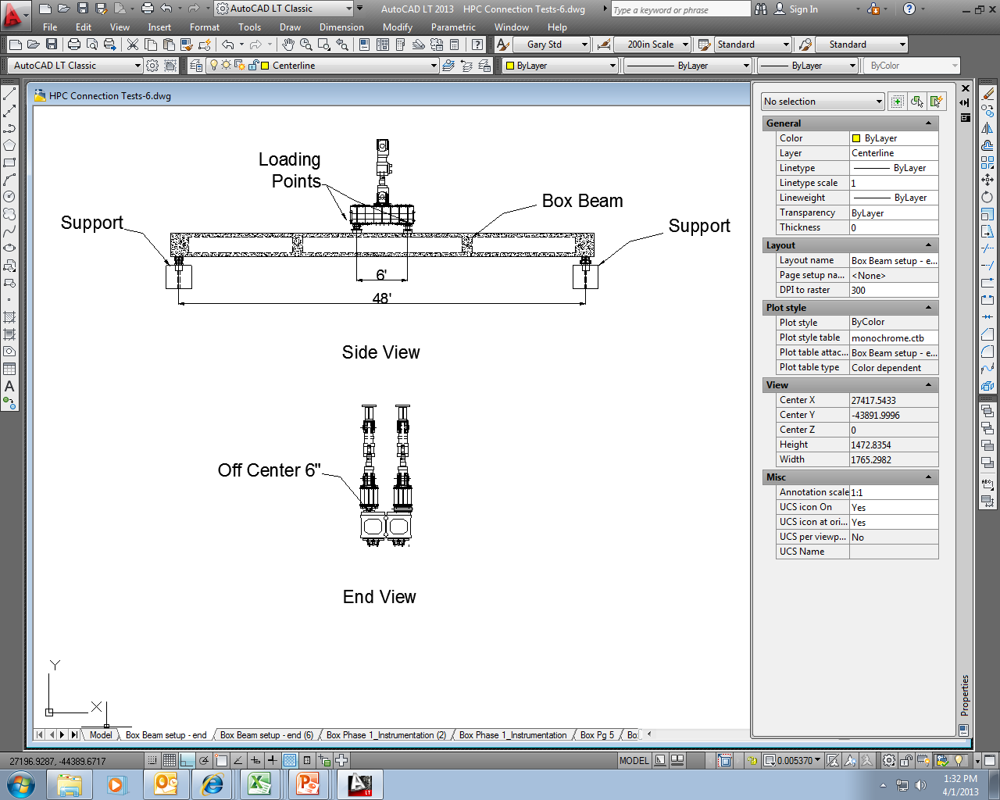 AutoCAD LT Classic
AutoCAD LT 2013
HPC Connection Tests-6.dwg
Type a keyword or phrase
Sign In
File
Edit
View
Insert
Format
Tools
Draw
Dimension
Modify
Parametric
Window
Help
Gary Std
200in Scale
Standard
Standard
AutoCAD LT Classic
Centerline
ByLayer
ByLayer
ByLayer
ByColor
HPC Connection Tests-6.dwg
Loading
Points
Box Beam
Support
Support
6'
48'
Side View
Off Center 6"
End View
Y
X
No selection
General
Color ByLayer
Layer Centerline
Linetype ByLayer
Linetype scale 1
Lineweight ByLayer
Transparency ByLayer
Thickness 0
Layout
Layout name Box Beam setup - e...
Page setup na... <None>
DPI to raster 300
Plot style
Plot style ByColor
Plot style table monochrome.ctb
Plot table attac... Box Beam setup - e...
Plot table type Color dependent
View
Center X 27417.5433
Center Y -43891.9996
Center Z 0
Height 1472.8354
Width 1765.2982
Misc
Annotation scale 1:1
UCS icon On Yes
UCS icon at ori... Yes
UCS per viewp... No
UCS Name
Properties
A
ABC
Model
Box Beam setup - end
Box Beam setup - end (6)
Box Phase 1_Instrumentation (2)
Box Phase 1_Instrumentation
Box Pg 5
Bo
27196.9287, -44389.6717
MODEL
0.005370
LT
1:32 PM
4/1/2013